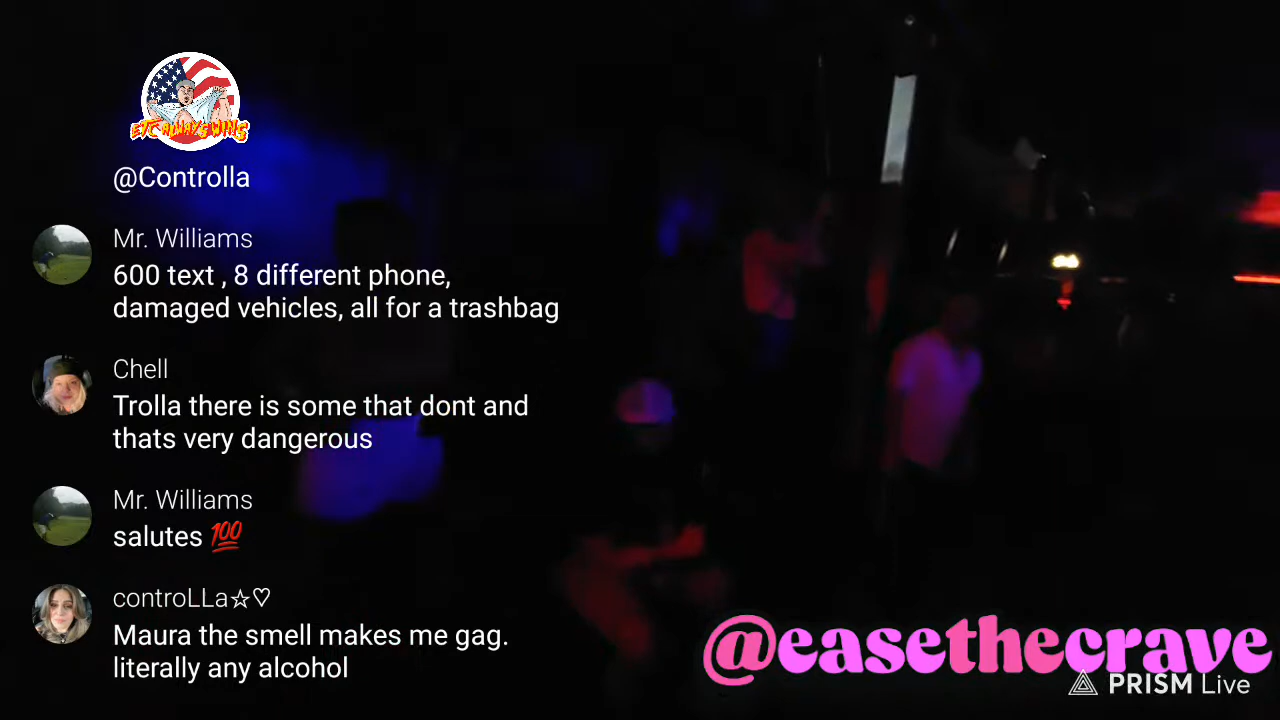 ETC ALWAYS WINS
@Controlla
Mr. Williams
600 text , 8 different phone,
damaged vehicles, all for a trashbag
Chell
Trolla there is some that dont and
thats very dangerous
Mr. Williams
salutes 💯
controLLa☆♡
Maura the smell makes me gag.
literally any alcohol
@easethecrave
PRISM Live